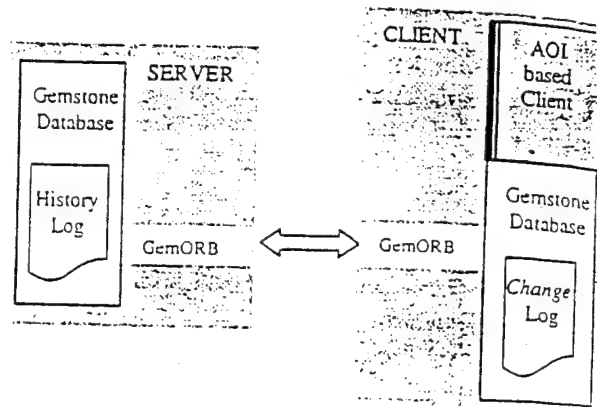 SERVER
Gemstone
Database
History
Log
GemORB
CLIENT
AOI
based
Client
GemORB
Gemstone
Database
Change
Log